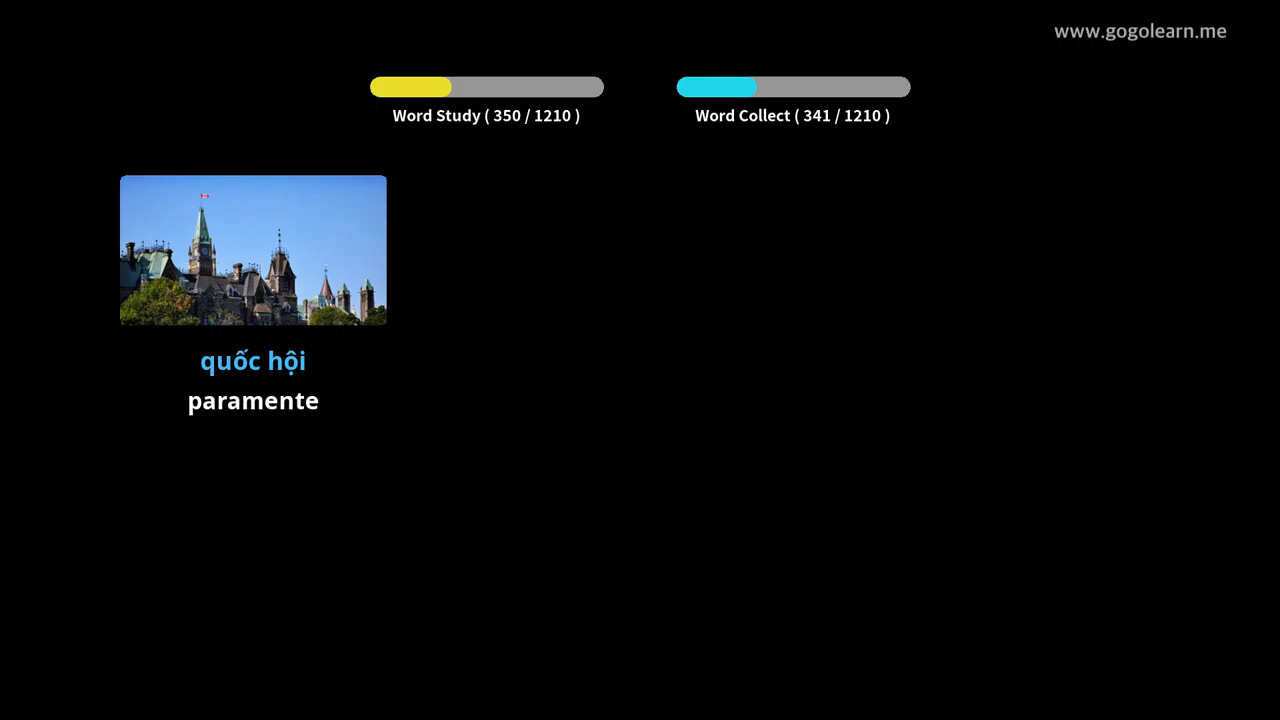 www.gogolearn.me
Word Study ( 350 / 1210 )
Word Collect ( 341 / 1210 )
quốc hội
paramente